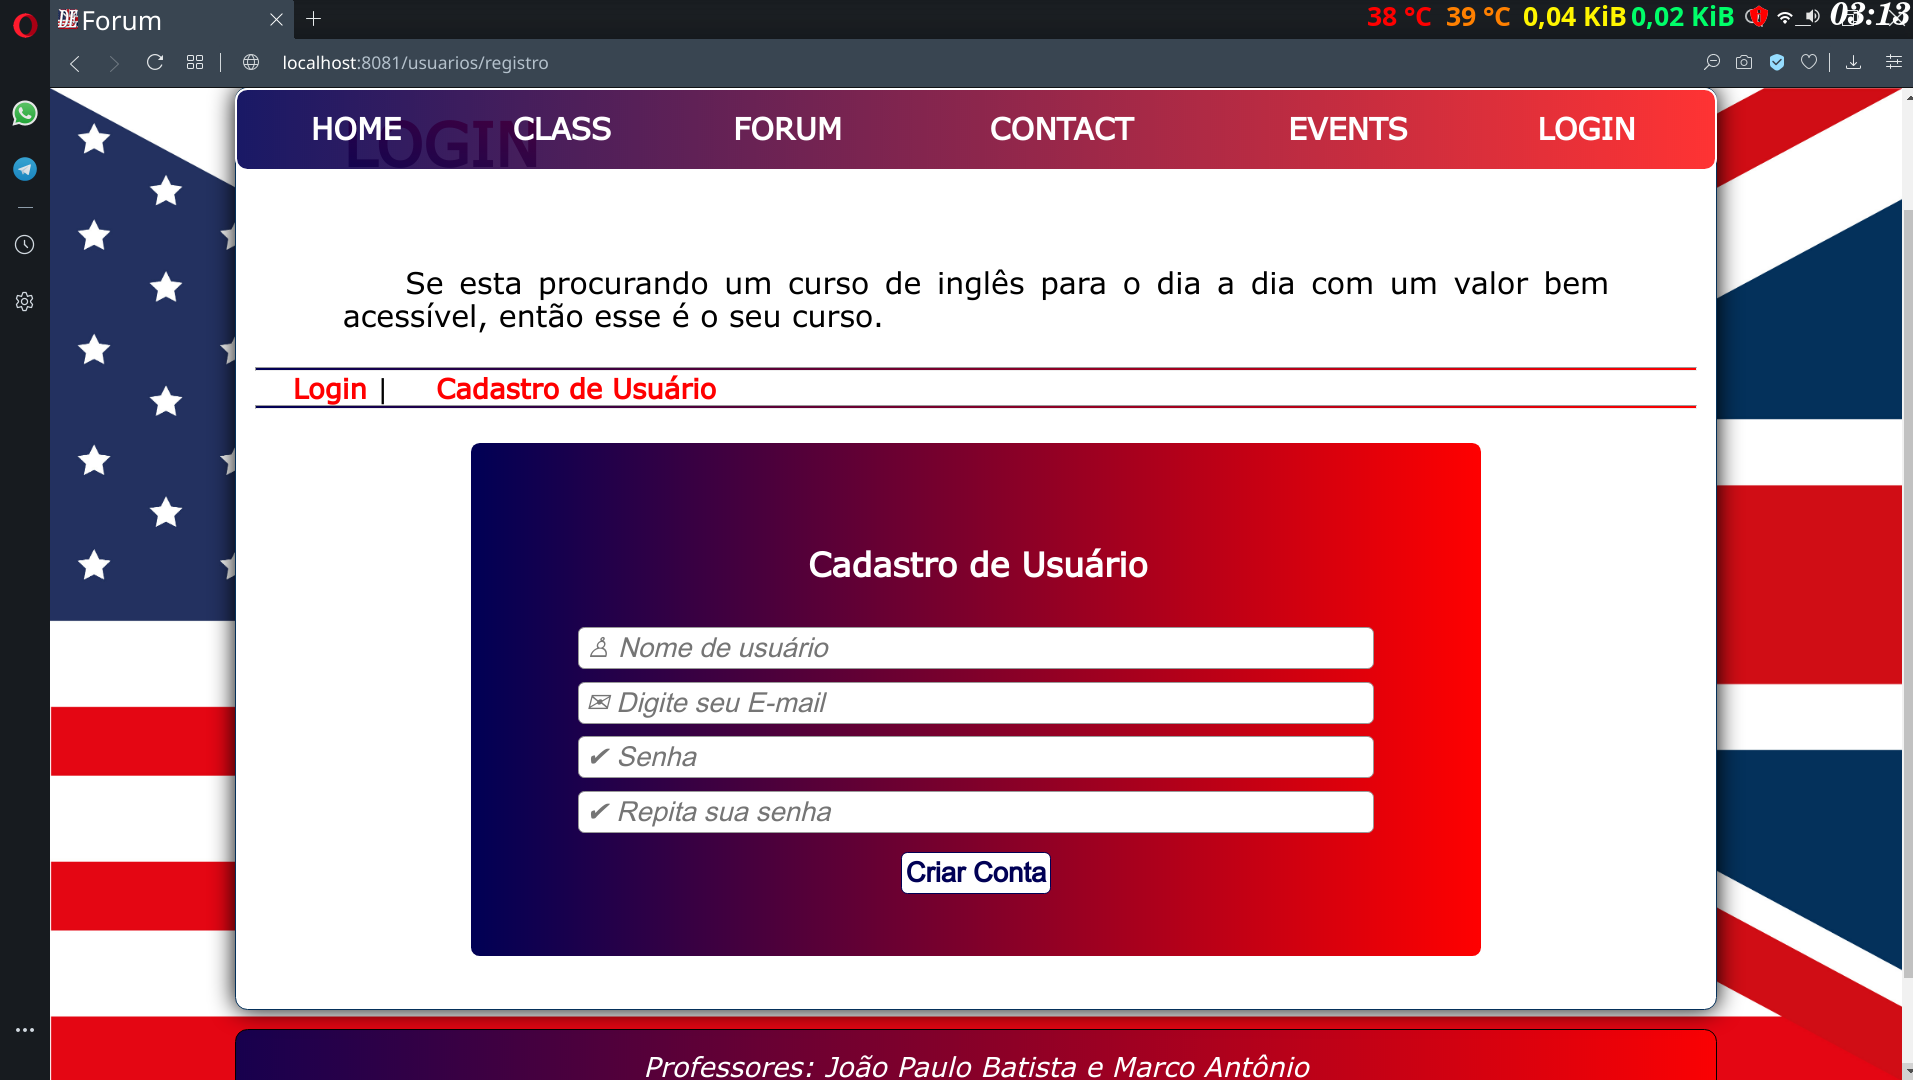 Forum
38 °C 39 °C 0,04 KiB 0,02 KiB 03:13
localhost:8081/usuarios/registro
HOME CLASS FORUM CONTACT EVENTS LOGIN
LOGIN
Se esta procurando um curso de inglês para o dia a dia com um valor bem
acessível, então esse é o seu curso.
Login | Cadastro de Usuário
Cadastro de Usuário
♙ Nome de usuário
✉ Digite seu E-mail
✔ Senha
✔ Repita sua senha
Criar Conta
Professores: João Paulo Batista e Marco Antônio